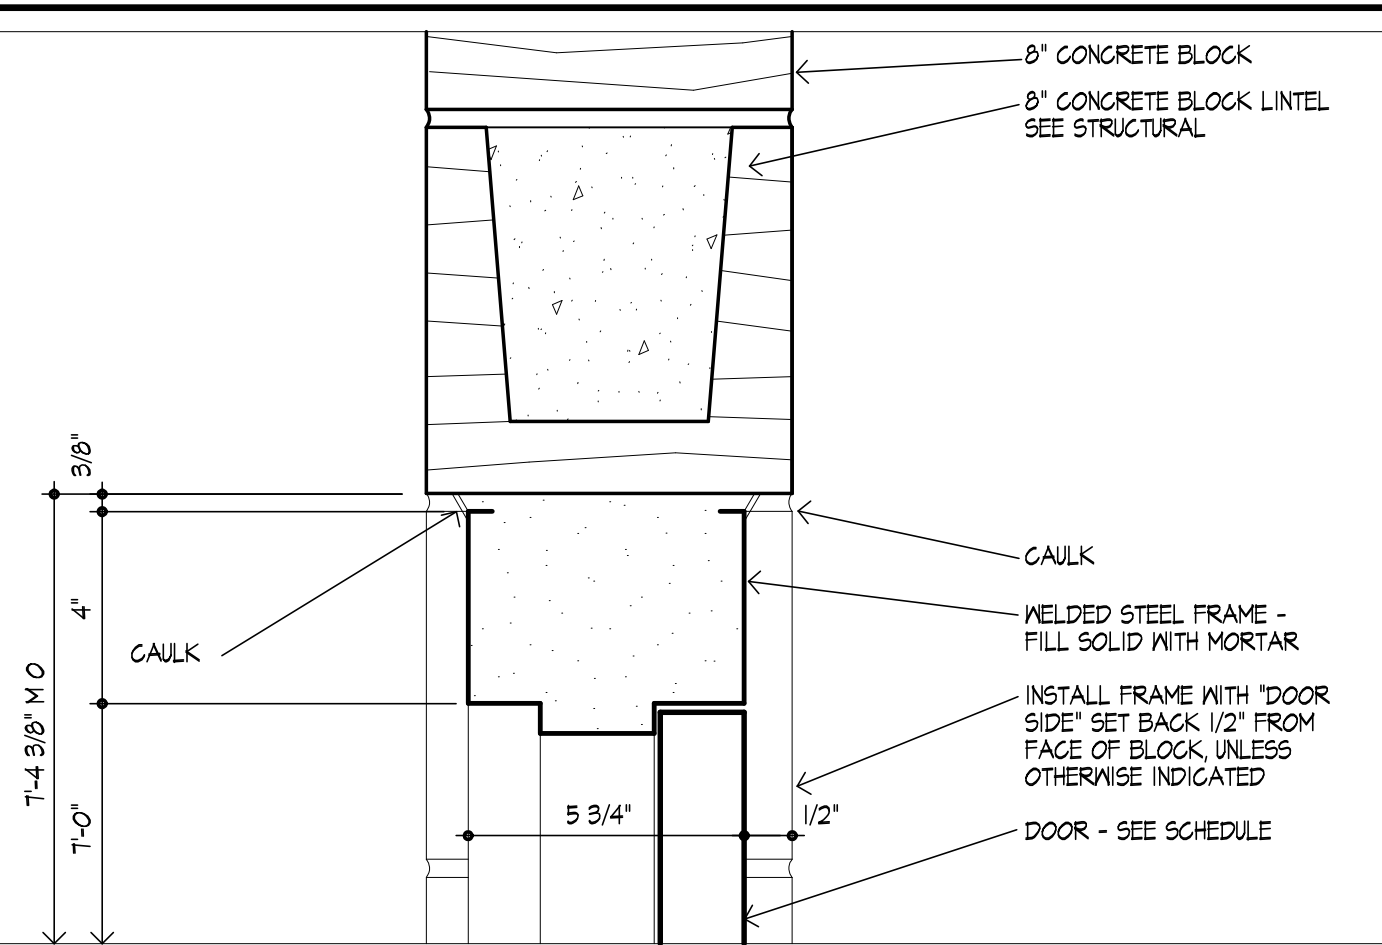 8" CONCRETE BLOCK
8" CONCRETE BLOCK LINTEL
SEE STRUCTURAL
3/8"
4"
7'-4 3/8" M O
7'-0"
CAULK
CAULK
WELDED STEEL FRAME -
FILL SOLID WITH MORTAR
INSTALL FRAME WITH "DOOR
SIDE" SET BACK 1/2" FROM
FACE OF BLOCK, UNLESS
OTHERWISE INDICATED
5 3/4"
1/2"
DOOR - SEE SCHEDULE